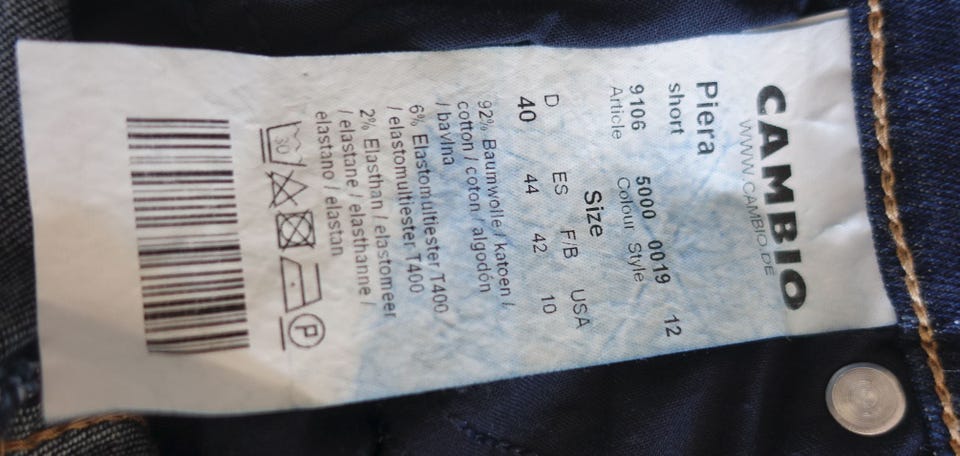 CAMBIO
WWW.CAMBIO.DE
Piera
short 12
9106 5000 0019
Article Colour Style
Size
D ES F/B USA
40 44 42 10
92% Baumwolle / katoen /
cotton / coton / algodón
/ bavlna
6% Elastomultiester T400
/ elastomultiester T400
2% Elasthan / elastomeer
/ elastane / elasthanne /
elastano / elastan
30
P